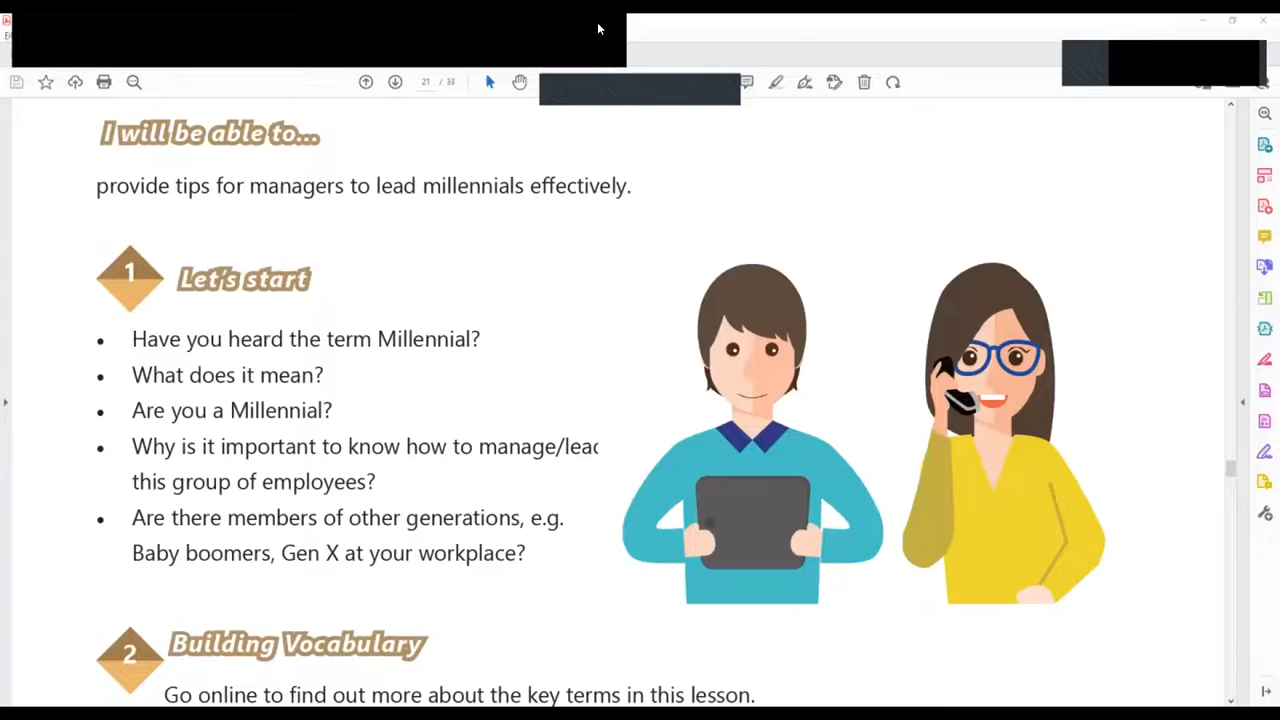 21 / 33
I will be able to...
provide tips for managers to lead millennials effectively.
1
Let's start
• Have you heard the term Millennial?
• What does it mean?
• Are you a Millennial?
• Why is it important to know how to manage/lead
this group of employees?
• Are there members of other generations, e.g.
Baby boomers, Gen X at your workplace?
2
Building Vocabulary
Go online to find out more about the key terms in this lesson.